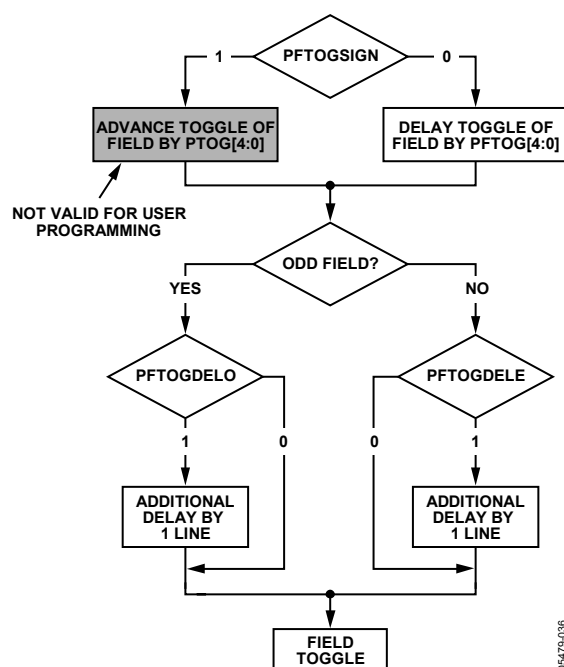 PFTOGSIGN
1
0
ADVANCE TOGGLE OF
FIELD BY PTOG[4:0]
DELAY TOGGLE OF
FIELD BY PFTOG[4:0]
NOT VALID FOR USER
PROGRAMMING
ODD FIELD?
YES
NO
PFTOGDELO
PFTOGDELE
1
0
0
1
ADDITIONAL
DELAY BY
1 LINE
ADDITIONAL
DELAY BY
1 LINE
FIELD
TOGGLE